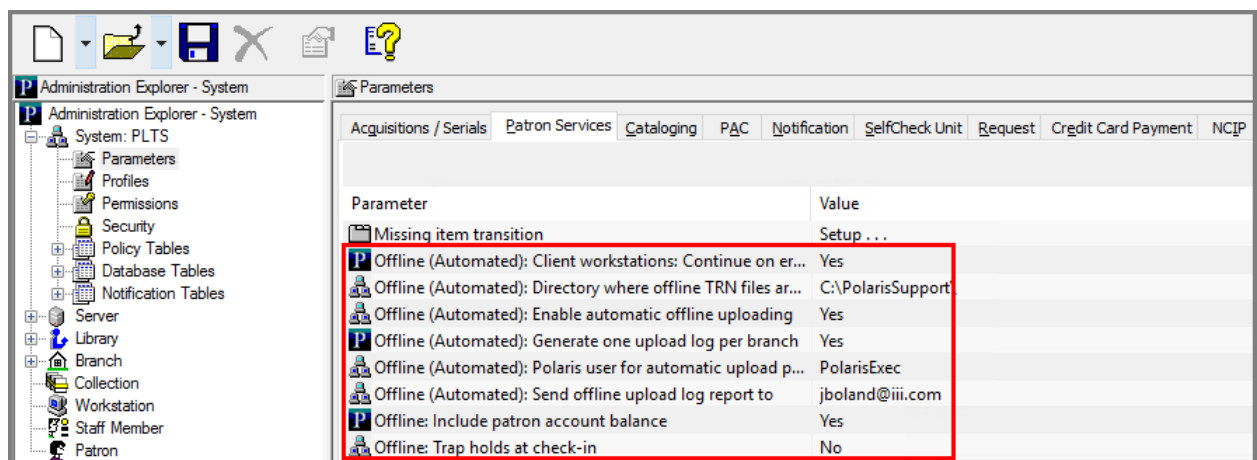 Administration Explorer - System
Parameters
Administration Explorer - System
System: PLTS
Parameters
Profiles
Permissions
Security
Policy Tables
Database Tables
Notification Tables
Server
Library
Branch
Collection
Workstation
Staff Member
Patron
Acquisitions / Serials Patron Services Cataloging PAC Notification SelfCheck Unit Request Credit Card Payment NCIP
Parameter Value
Missing item transition Setup . . .
P Offline (Automated): Client workstations: Continue on er... Yes
Offline (Automated): Directory where offline TRN files ar... C:\PolarisSupport\
Offline (Automated): Enable automatic offline uploading Yes
P Offline (Automated): Generate one upload log per branch Yes
Offline (Automated): Polaris user for automatic upload p... PolarisExec
Offline (Automated): Send offline upload log report to jboland@iii.com
P Offline: Include patron account balance Yes
Offline: Trap holds at check-in No